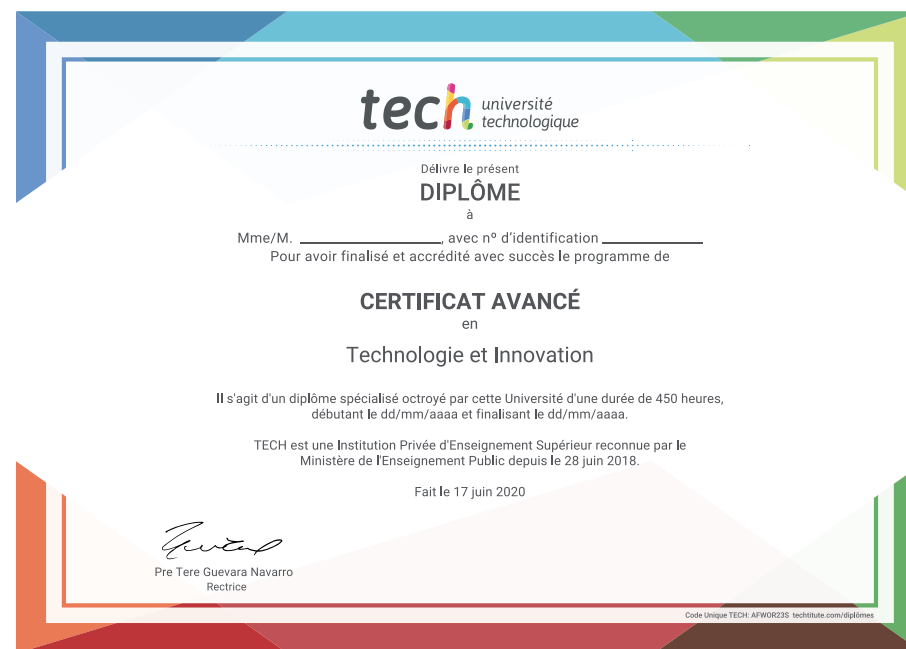 tech université
technologique
Délivre le présent
DIPLÔME
à
Mme/M. ____________________, avec nº d'identification ______________
Pour avoir finalisé et accrédité avec succès le programme de
CERTIFICAT AVANCÉ
en
Technologie et Innovation
Il s'agit d'un diplôme spécialisé octroyé par cette Université d'une durée de 450 heures,
débutant le dd/mm/aaaa et finalisant le dd/mm/aaaa.
TECH est une Institution Privée d'Enseignement Supérieur reconnue par le
Ministère de l'Enseignement Public depuis le 28 juin 2018.
Fait le 17 juin 2020
Pre Tere Guevara Navarro
Rectrice
Code Unique TECH: AFWOR23S techtitute.com/diplômes